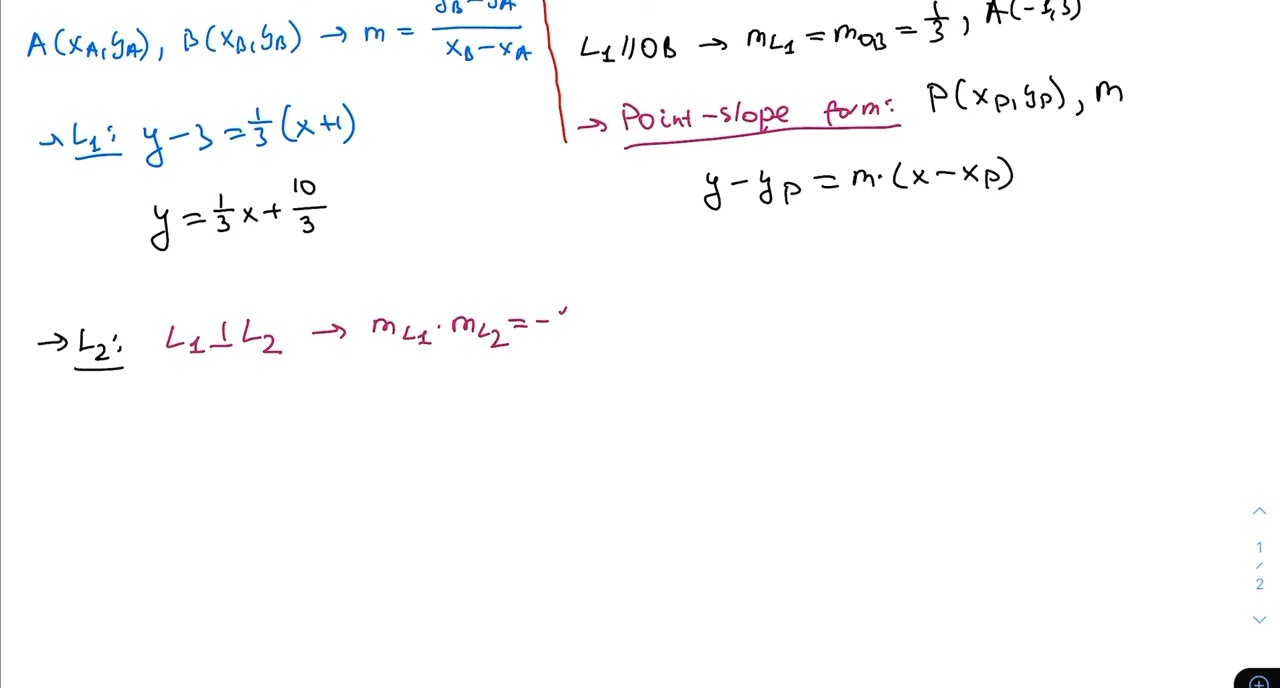 A(xA,yA), B(xB,yB) → m = yB-yA / xB-xA
→ L1: y-3 = 1/3 (x+1)
y = 1/3 x + 10/3
L1 // OB → mL1 = mOB = 1/3 , A(-1,3)
→ Point-slope form: P(xP,yP), m
y-yP = m·(x-xP)
→ L2: L1 ⊥ L2 → mL1 · mL2 = -
1
/
2